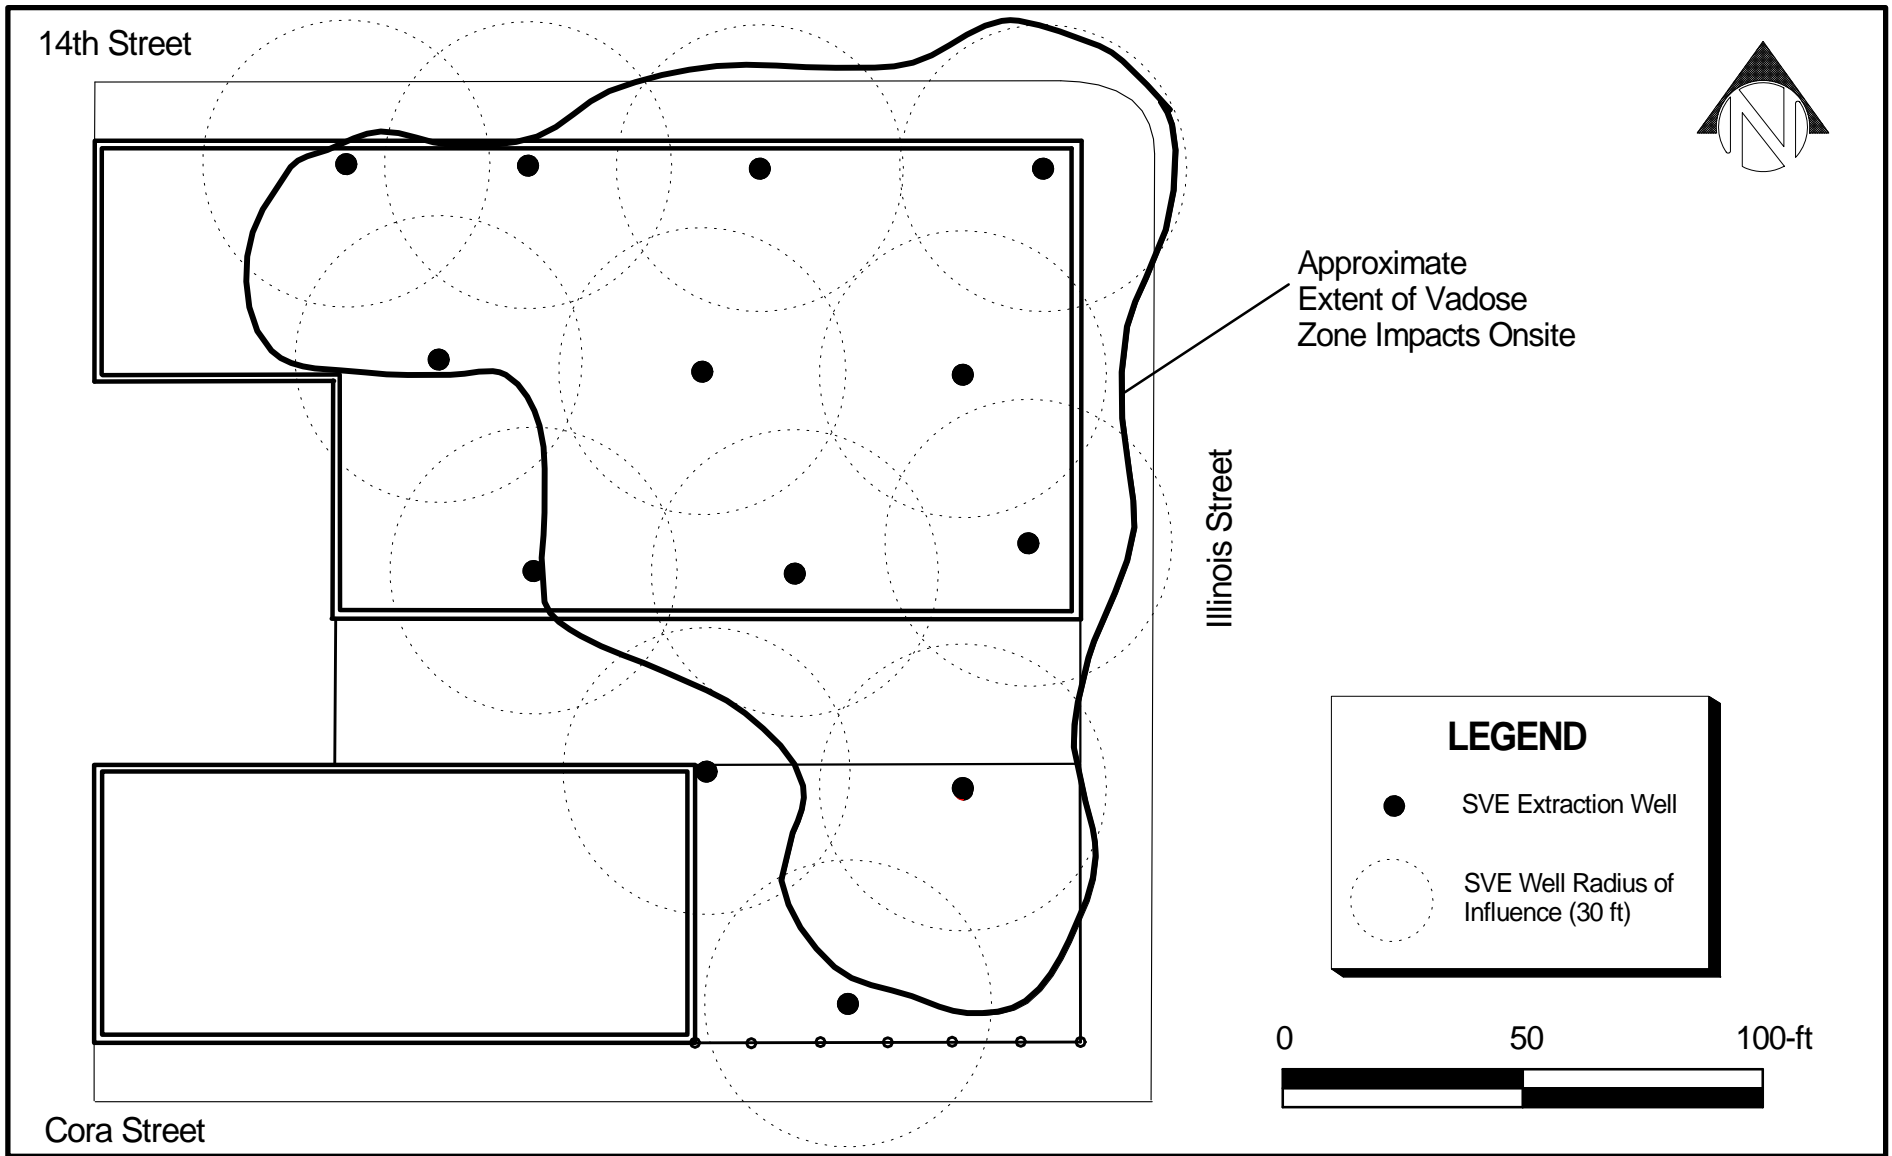 14th Street
N
Approximate
Extent of Vadose
Zone Impacts Onsite
Illinois Street
LEGEND
SVE Extraction Well
SVE Well Radius of
Influence (30 ft)
0 50 100-ft
Cora Street